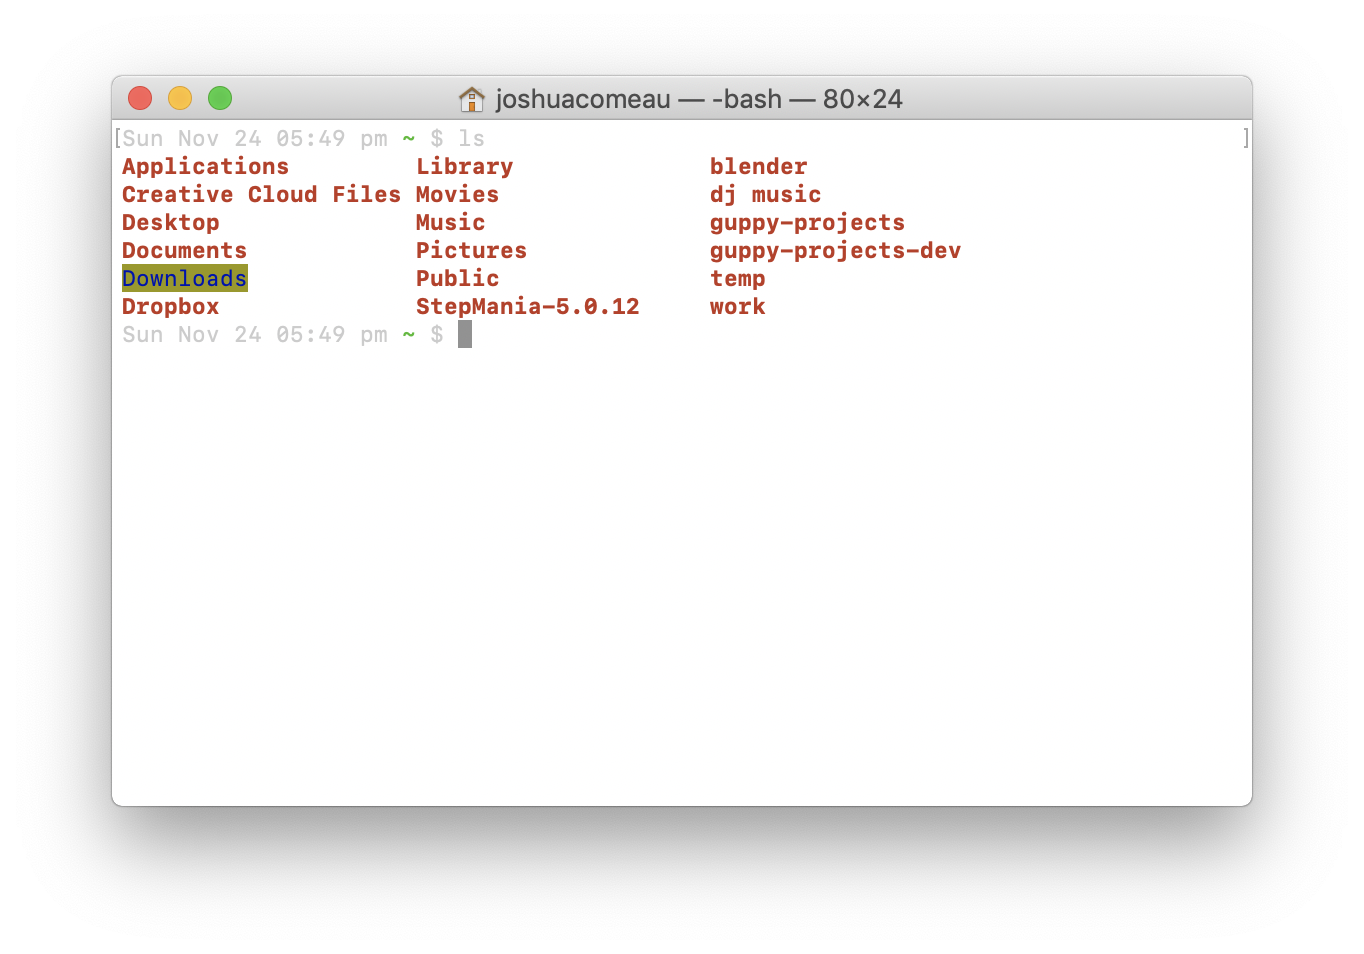 joshuacomeau — -bash — 80×24
[Sun Nov 24 05:49 pm ~ $ ls ]
Applications Library blender
Creative Cloud Files Movies dj music
Desktop Music guppy-projects
Documents Pictures guppy-projects-dev
Downloads Public temp
Dropbox StepMania-5.0.12 work
Sun Nov 24 05:49 pm ~ $